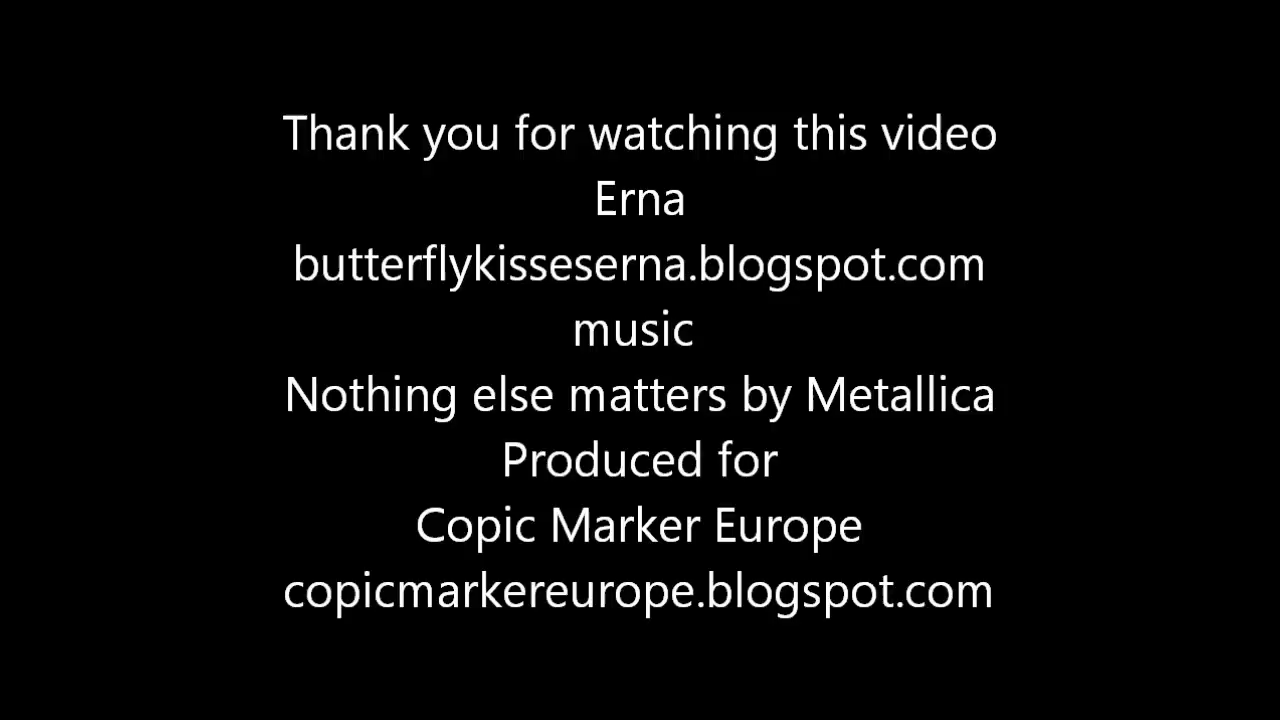 Thank you for watching this video
Erna
butterflykisseserna.blogspot.com
music
Nothing else matters by Metallica
Produced for
Copic Marker Europe
copicmarkereurope.blogspot.com